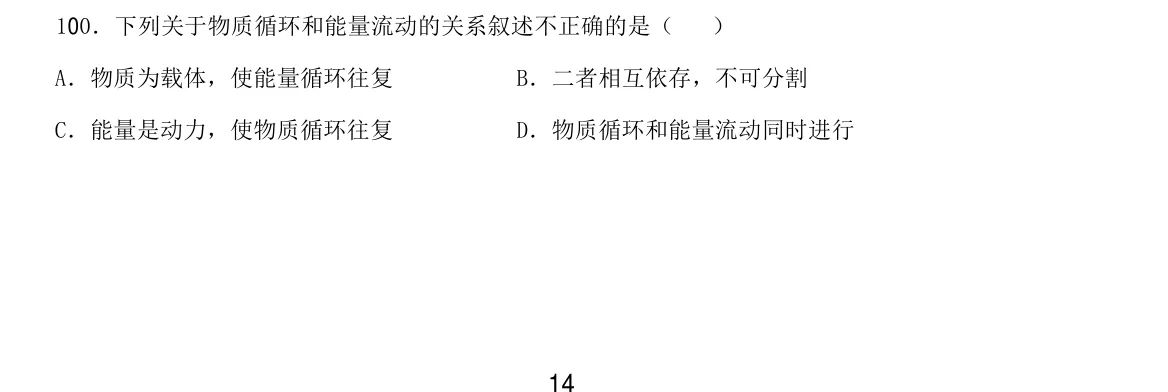 100．下列关于物质循环和能量流动的关系叙述不正确的是（　　）
A．物质为载体，使能量循环往复　　B．二者相互依存，不可分割
C．能量是动力，使物质循环往复　　D．物质循环和能量流动同时进行
14